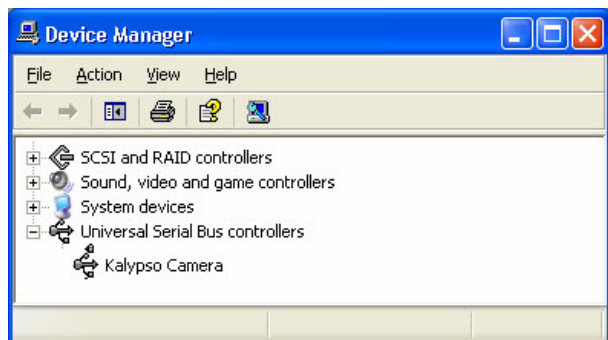 Device Manager
File Action View Help
SCSI and RAID controllers
Sound, video and game controllers
System devices
Universal Serial Bus controllers
Kalypso Camera